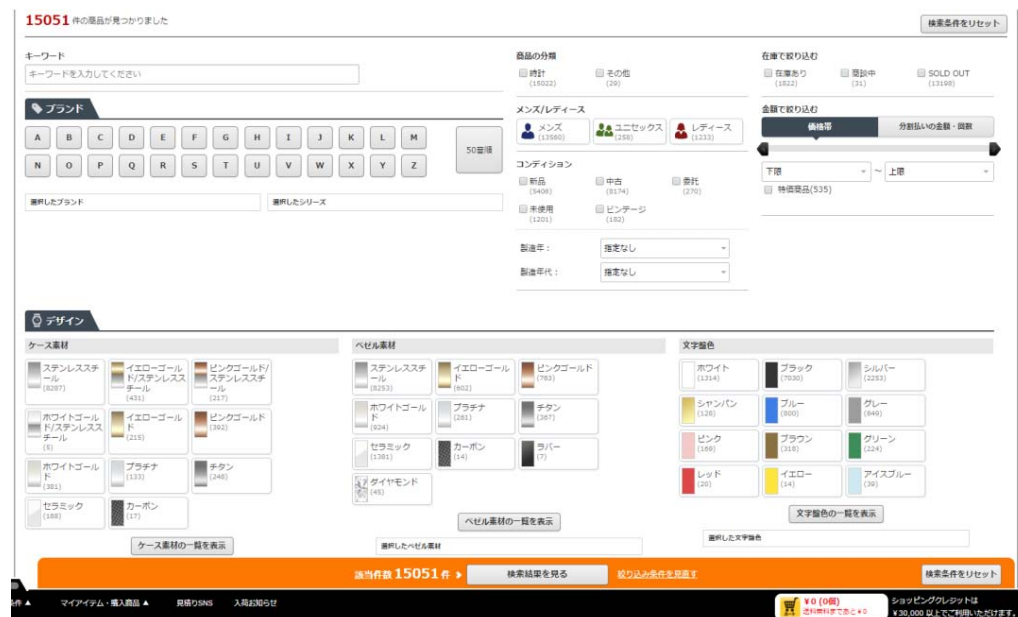 15051 件の商品が見つかりました
検索条件をリセット
キーワード
キーワードを入力してください
ブランド
A B C D E F G H I J K L M
N O P Q R S T U V W X Y Z
50音順
選択したブランド
選択したシリーズ
商品の分類
時計
(15022)
その他
(29)
メンズ/レディース
メンズ
(13560)
ユニセックス
(258)
レディース
(1233)
コンディション
新品
(5406)
中古
(8174)
委託
(270)
未使用
(1201)
ビンテージ
(182)
製造年：
指定なし
製造年代：
指定なし
在庫で絞り込む
在庫あり
(1822)
商談中
(31)
SOLD OUT
(13198)
金額で絞り込む
価格帯
分割払いの金額・回数
下限 ～ 上限
特価商品(535)
デザイン
ケース素材
ステンレススチール
(8287)
イエローゴールド/ステンレススチール
(431)
ピンクゴールド/ステンレススチール
(217)
ホワイトゴールド/ステンレススチール
(5)
イエローゴールド
(215)
ピンクゴールド
(392)
ホワイトゴールド
(381)
プラチナ
(133)
チタン
(248)
セラミック
(188)
カーボン
(17)
ケース素材の一覧を表示
ベゼル素材
ステンレススチール
(8253)
イエローゴールド
(602)
ピンクゴールド
(763)
ホワイトゴールド
(924)
プラチナ
(281)
チタン
(367)
セラミック
(1381)
カーボン
(14)
ラバー
(7)
ダイヤモンド
(45)
ベゼル素材の一覧を表示
選択したベゼル素材
文字盤色
ホワイト
(1314)
ブラック
(7030)
シルバー
(2253)
シャンパン
(128)
ブルー
(800)
グレー
(649)
ピンク
(160)
ブラウン
(318)
グリーン
(224)
レッド
(20)
イエロー
(14)
アイスブルー
(39)
文字盤色の一覧を表示
選択した文字盤色
該当件数 15051 件
検索結果を見る
絞り込み条件を見直す
検索条件をリセット
件 ▲
マイアイテム・購入商品 ▲
見積りSNS
入荷お知らせ
¥0 (0個)
送料無料まであと¥0
ショッピングクレジットは
¥30,000 以上でご利用いただけます。